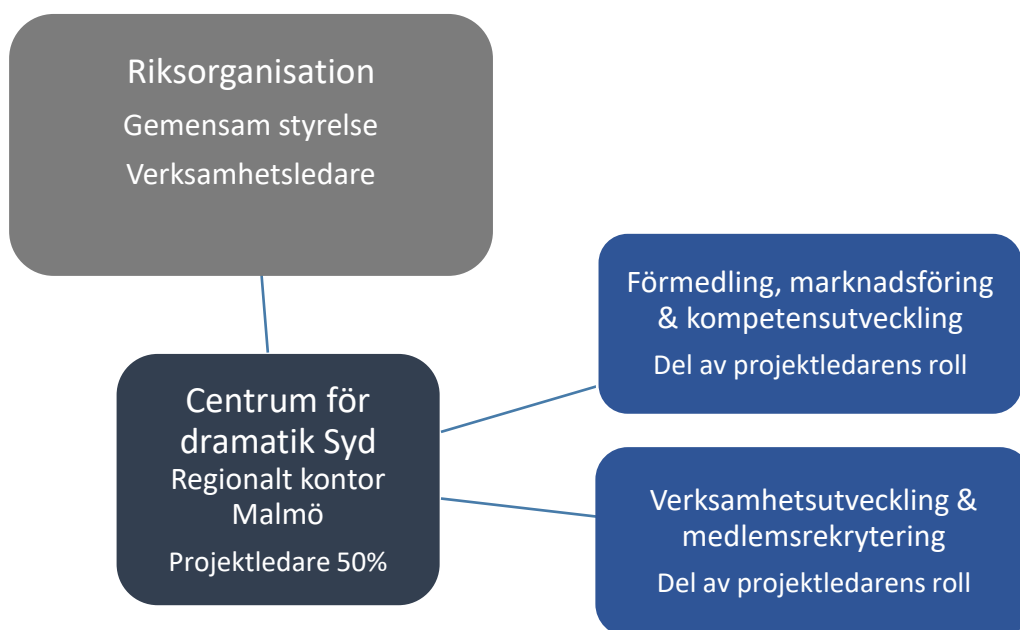 Riksorganisation
Gemensam styrelse
Verksamhetsledare
Centrum för
dramatik Syd
Regionalt kontor
Malmö
Projektledare 50%
Förmedling, marknadsföring
& kompetensutveckling
Del av projektledarens roll
Verksamhetsutveckling &
medlemsrekrytering
Del av projektledarens roll